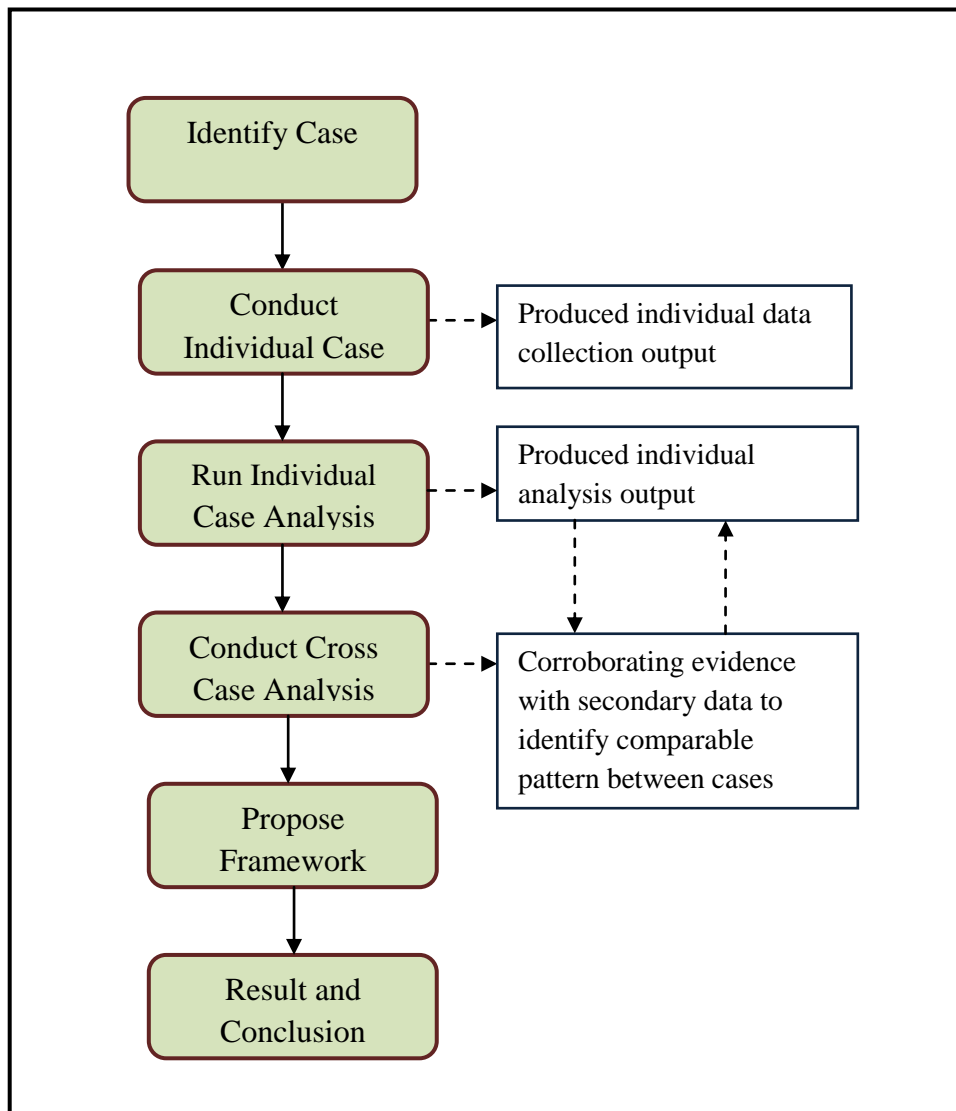 Identify Case
Conduct
Individual Case
Produced individual data
collection output
Run Individual
Case Analysis
Produced individual
analysis output
Conduct Cross
Case Analysis
Corroborating evidence
with secondary data to
identify comparable
pattern between cases
Propose
Framework
Result and
Conclusion